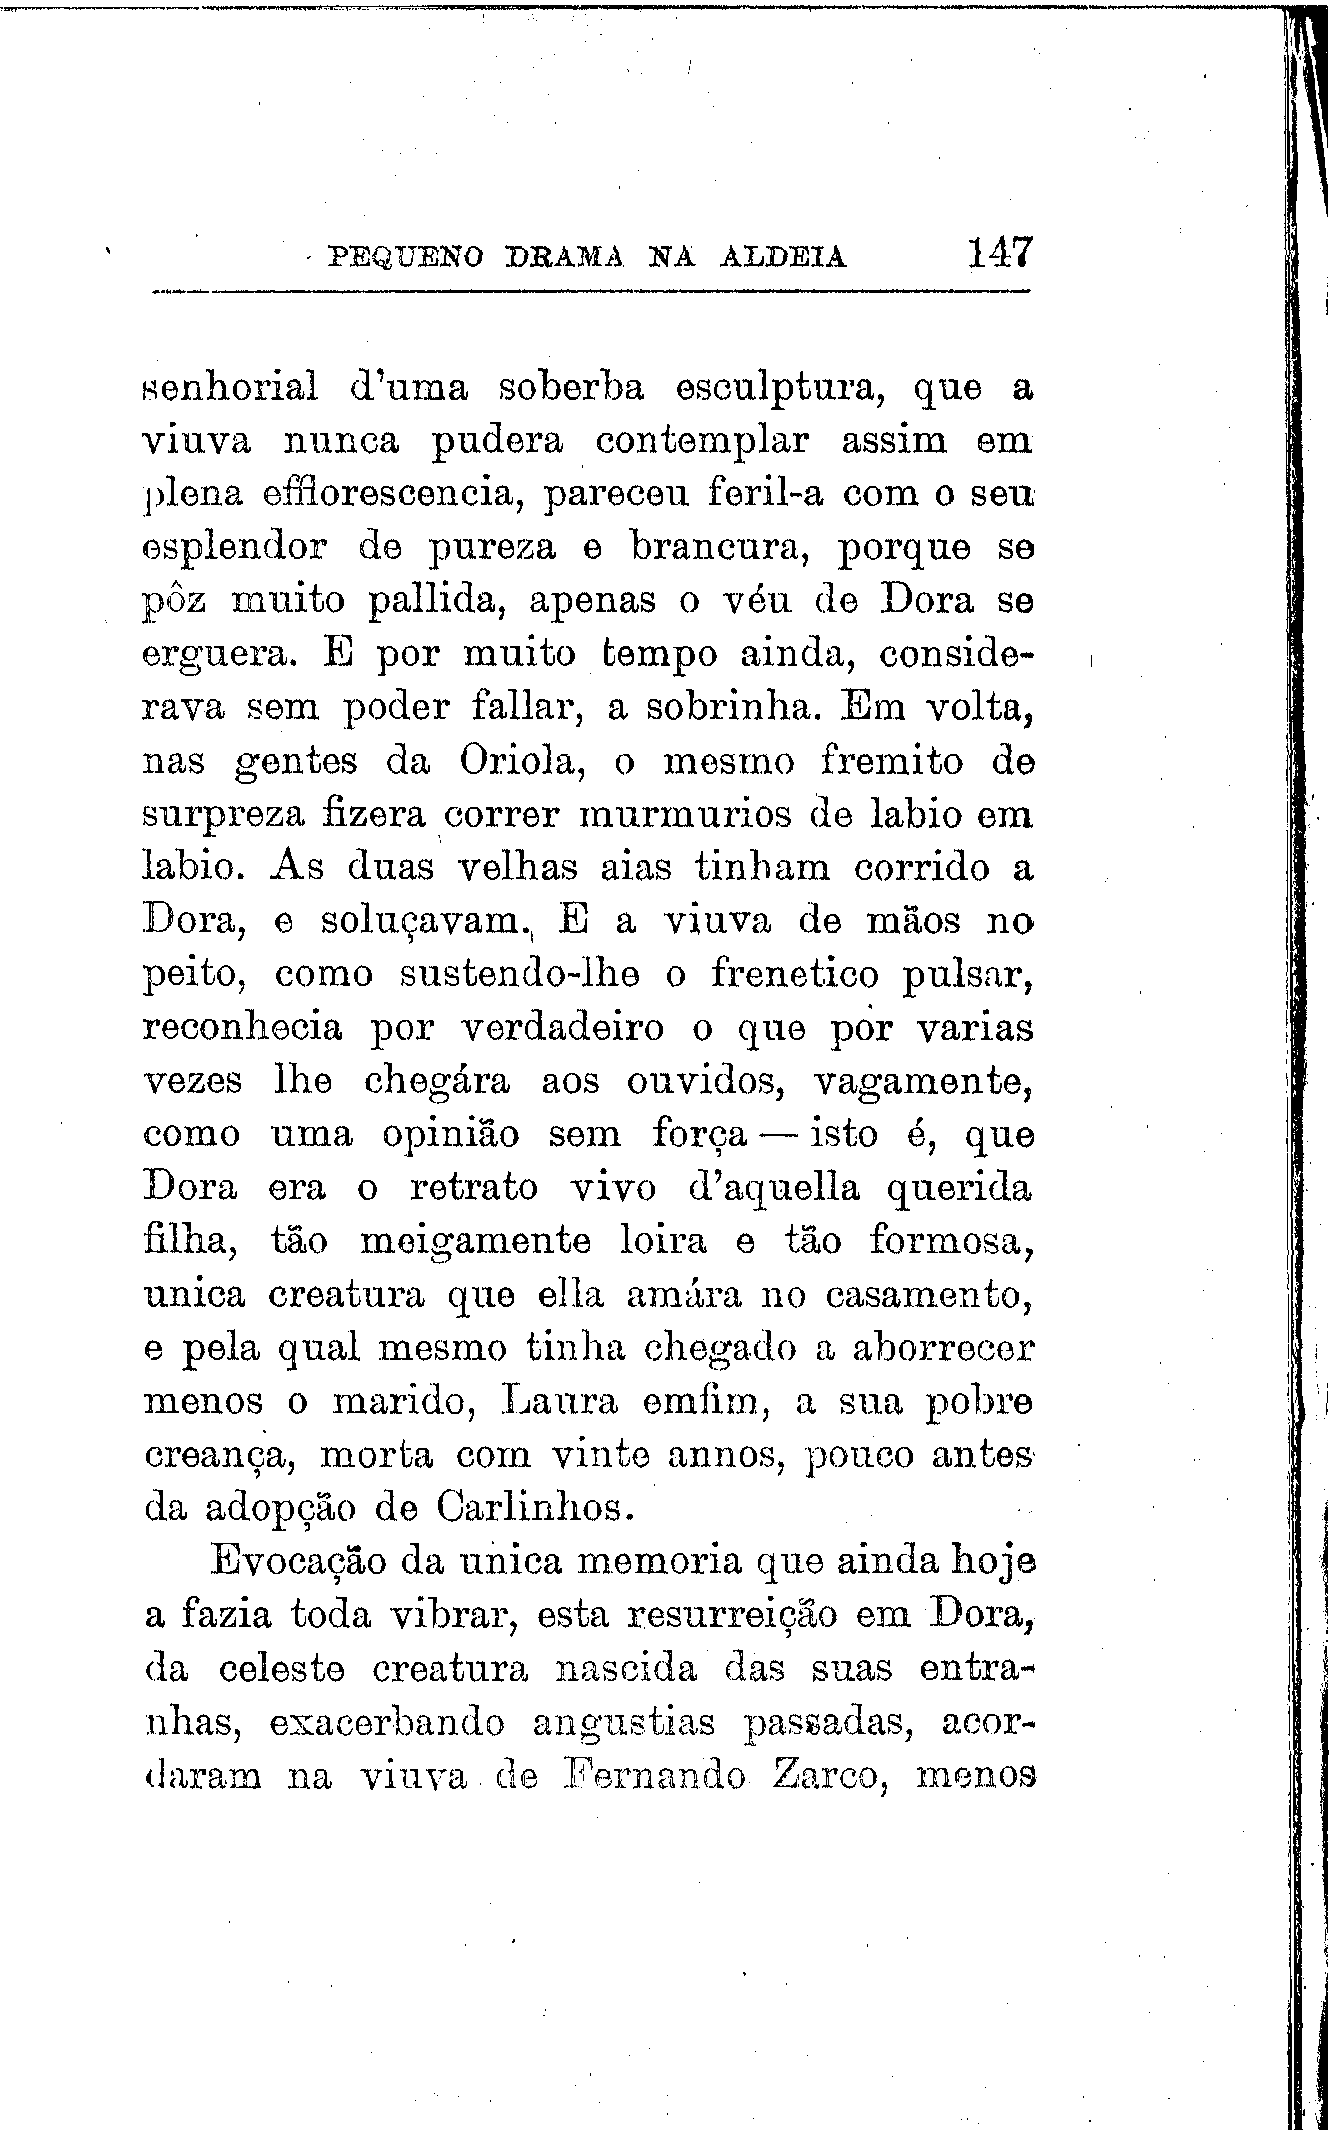 PEQUENO DRAMA NA ALDEIA 147
senhorial d'uma soberba esculptura, que a
viuva nunca pudera contemplar assim em
plena efflorescencia, pareceu feril-a com o seu
esplendor de pureza e brancura, porque se
pôz muito pallida, apenas o véu de Dora se
erguera. E por muito tempo ainda, conside-
rava sem poder fallar, a sobrinha. Em volta,
nas gentes da Oriola, o mesmo fremito de
surpreza fizera correr murmurios de labio em
labio. As duas velhas aias tinham corrido a
Dora, e soluçavam. E a viuva de mãos no
peito, como sustendo-lhe o frenetico pulsar,
reconhecia por verdadeiro o que por varias
vezes lhe chegára aos ouvidos, vagamente,
como uma opinião sem força — isto é, que
Dora era o retrato vivo d'aquella querida
filha, tão meigamente loira e tão formosa,
unica creatura que ella amára no casamento,
e pela qual mesmo tinha chegado a aborrecer
menos o marido, Laura emfim, a sua pobre
creança, morta com vinte annos, pouco antes
da adopção de Carlinhos.
Evocação da unica memoria que ainda hoje
a fazia toda vibrar, esta resurreição em Dora,
da celeste creatura nascida das suas entra-
nhas, exacerbando angustias passadas, acor-
daram na viuva de Fernando Zarco, menos